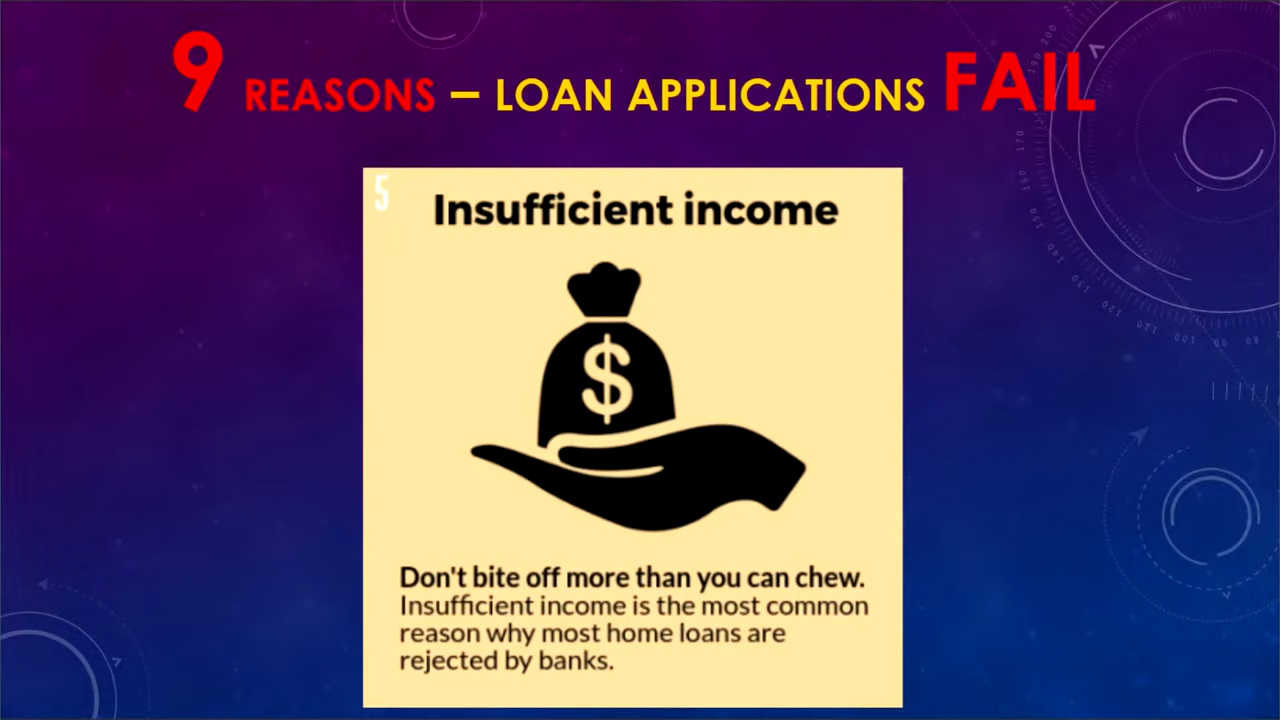 9 REASONS – LOAN APPLICATIONS FAIL
5
Insufficient income
$
Don't bite off more than you can chew.
Insufficient income is the most common
reason why most home loans are
rejected by banks.